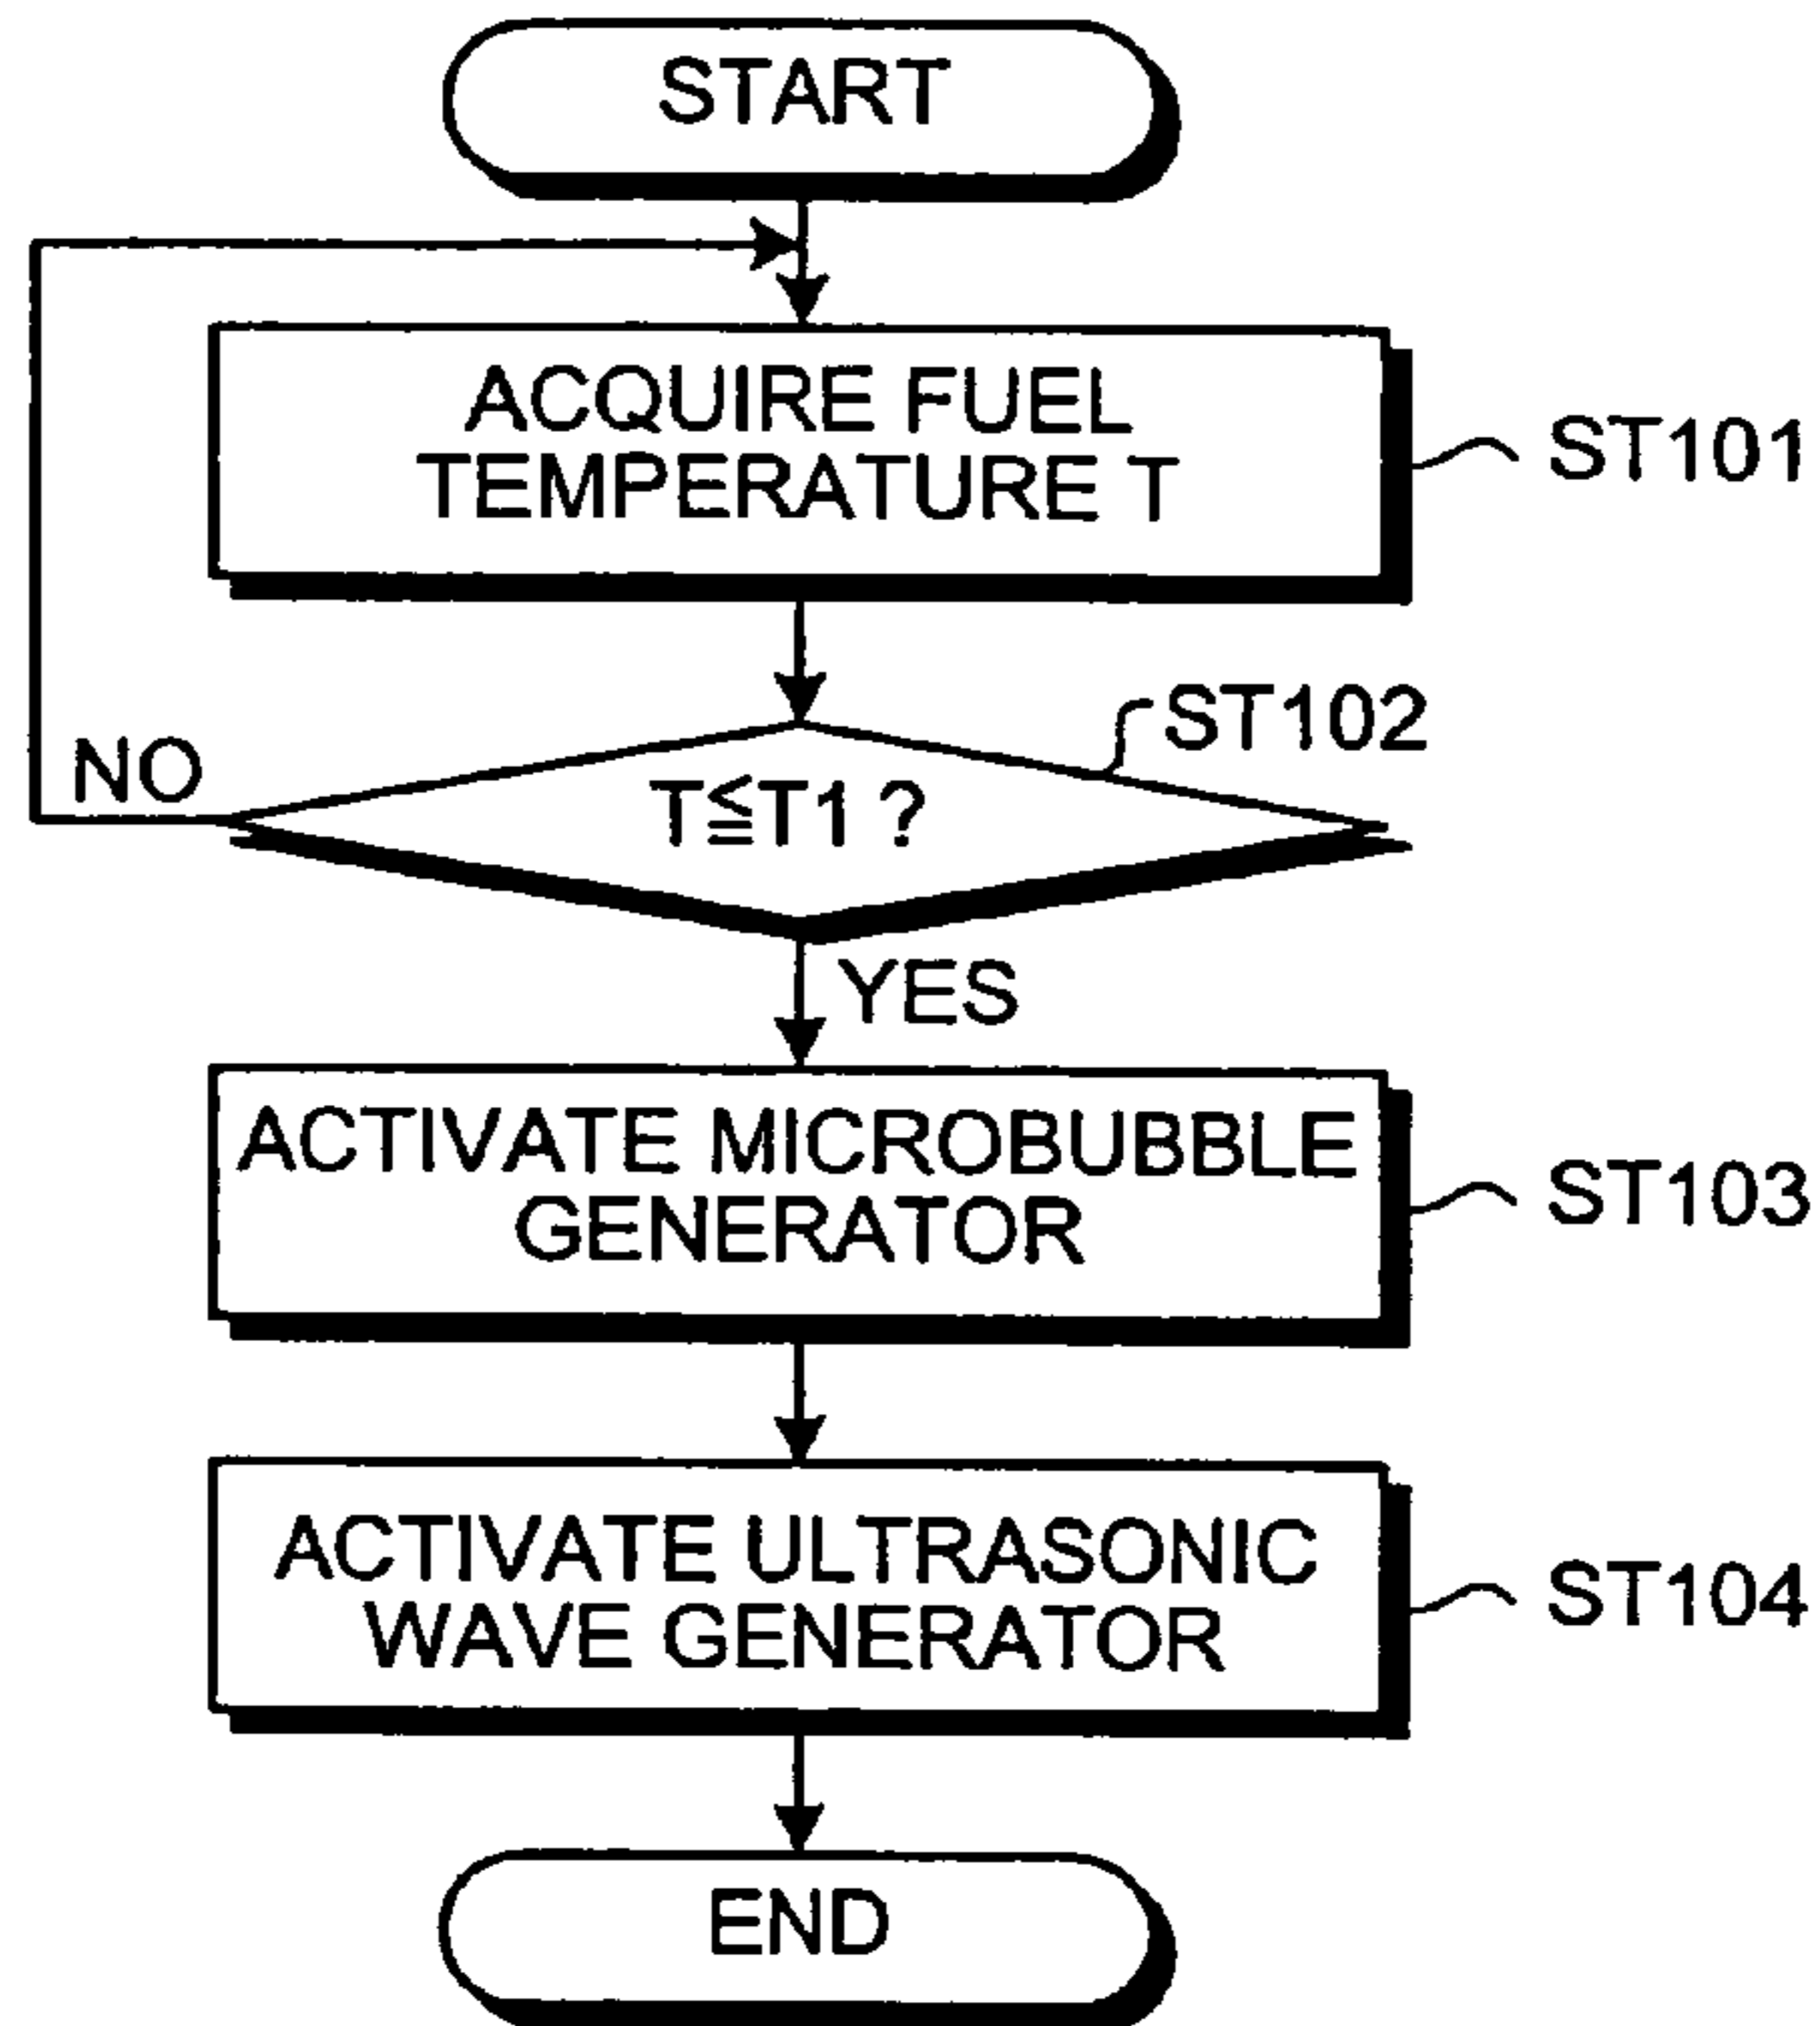 START
ACQUIRE FUEL
TEMPERATURE T
ST101
ST102
T≦T1 ?
NO
YES
ACTIVATE MICROBUBBLE
GENERATOR
ST103
ACTIVATE ULTRASONIC
WAVE GENERATOR
ST104
END